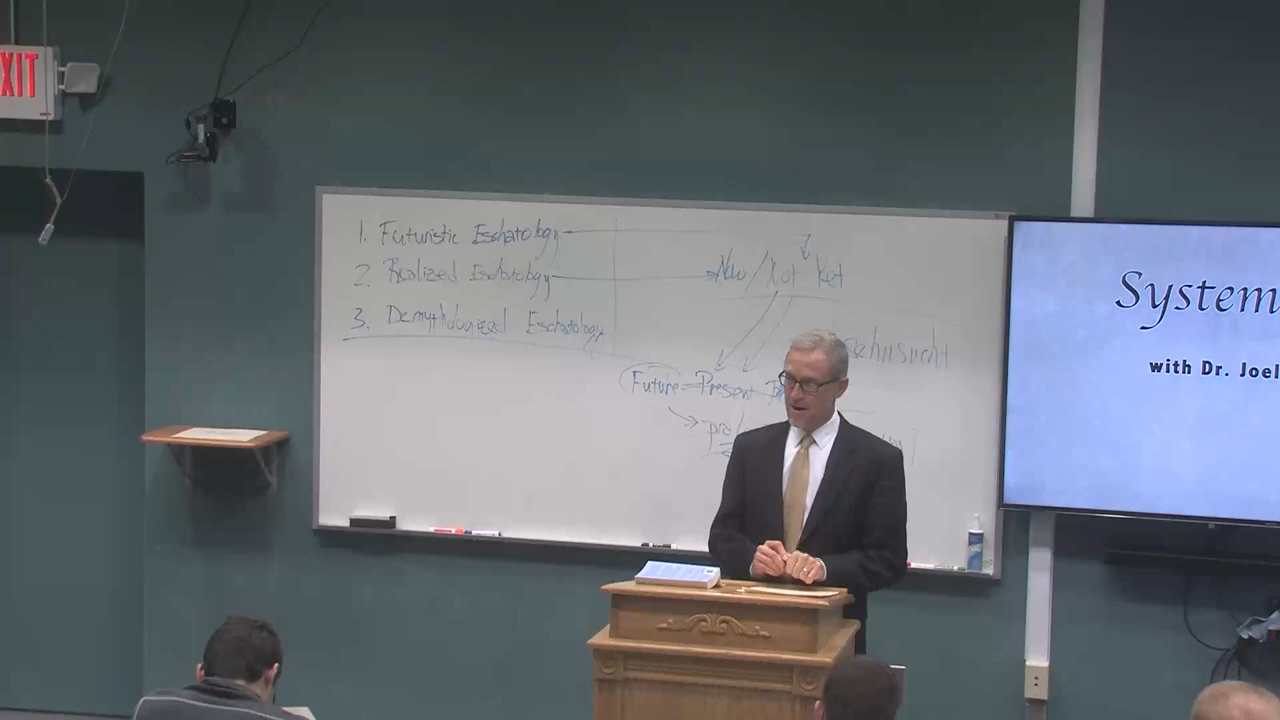 EXIT
1. Futuristic Eschatology
2. Realized Eschatology
Now / Not Yet
3. Demythologized Eschatology
sehnsucht
Future - Present
System
with Dr. Joel